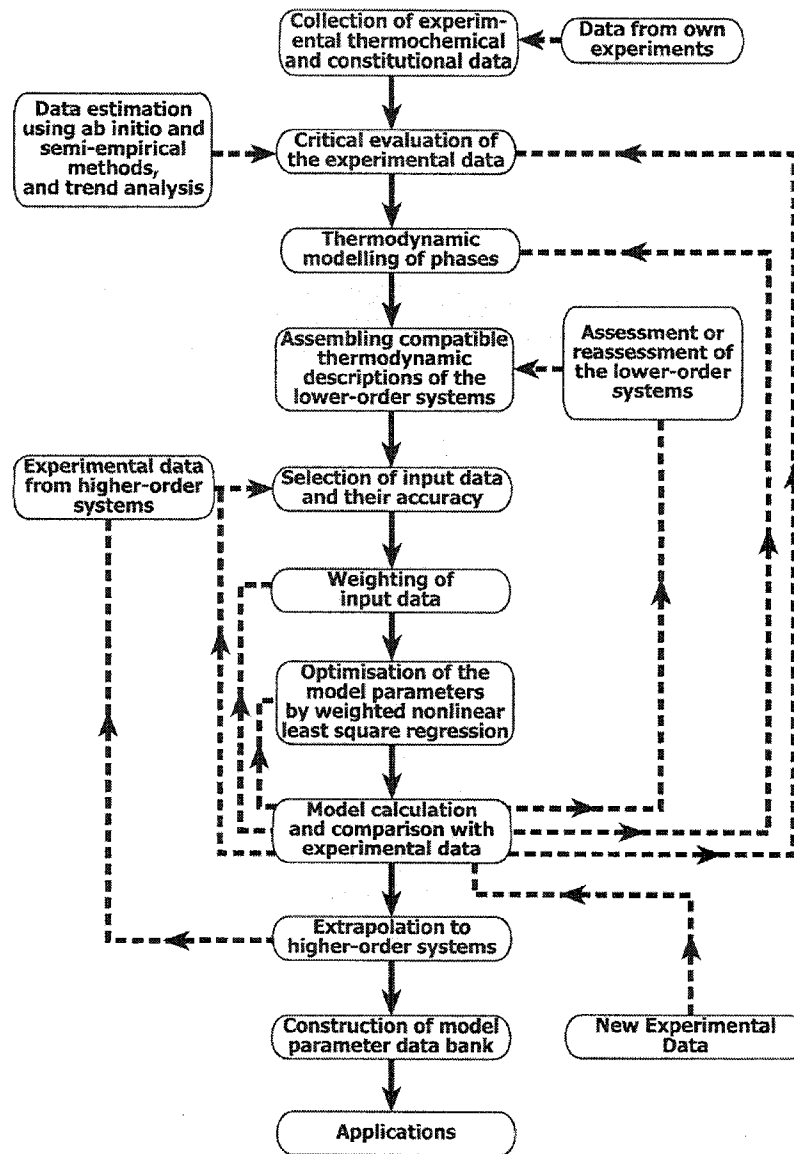 Collection of experim-
ental thermochemical
and constitutional data
Data from own
experiments
Data estimation
using ab initio and
semi-empirical
methods,
and trend analysis
Critical evaluation of
the experimental data
Thermodynamic
modelling of phases
Assembling compatible
thermodynamic
descriptions of the
lower-order systems
Assessment or
reassessment of
the lower-order
systems
Experimental data
from higher-order
systems
Selection of input data
and their accuracy
Weighting of
input data
Optimisation of the
model parameters
by weighted nonlinear
least square regression
Model calculation
and comparison with
experimental data
Extrapolation to
higher-order systems
Construction of model
parameter data bank
New Experimental
Data
Applications